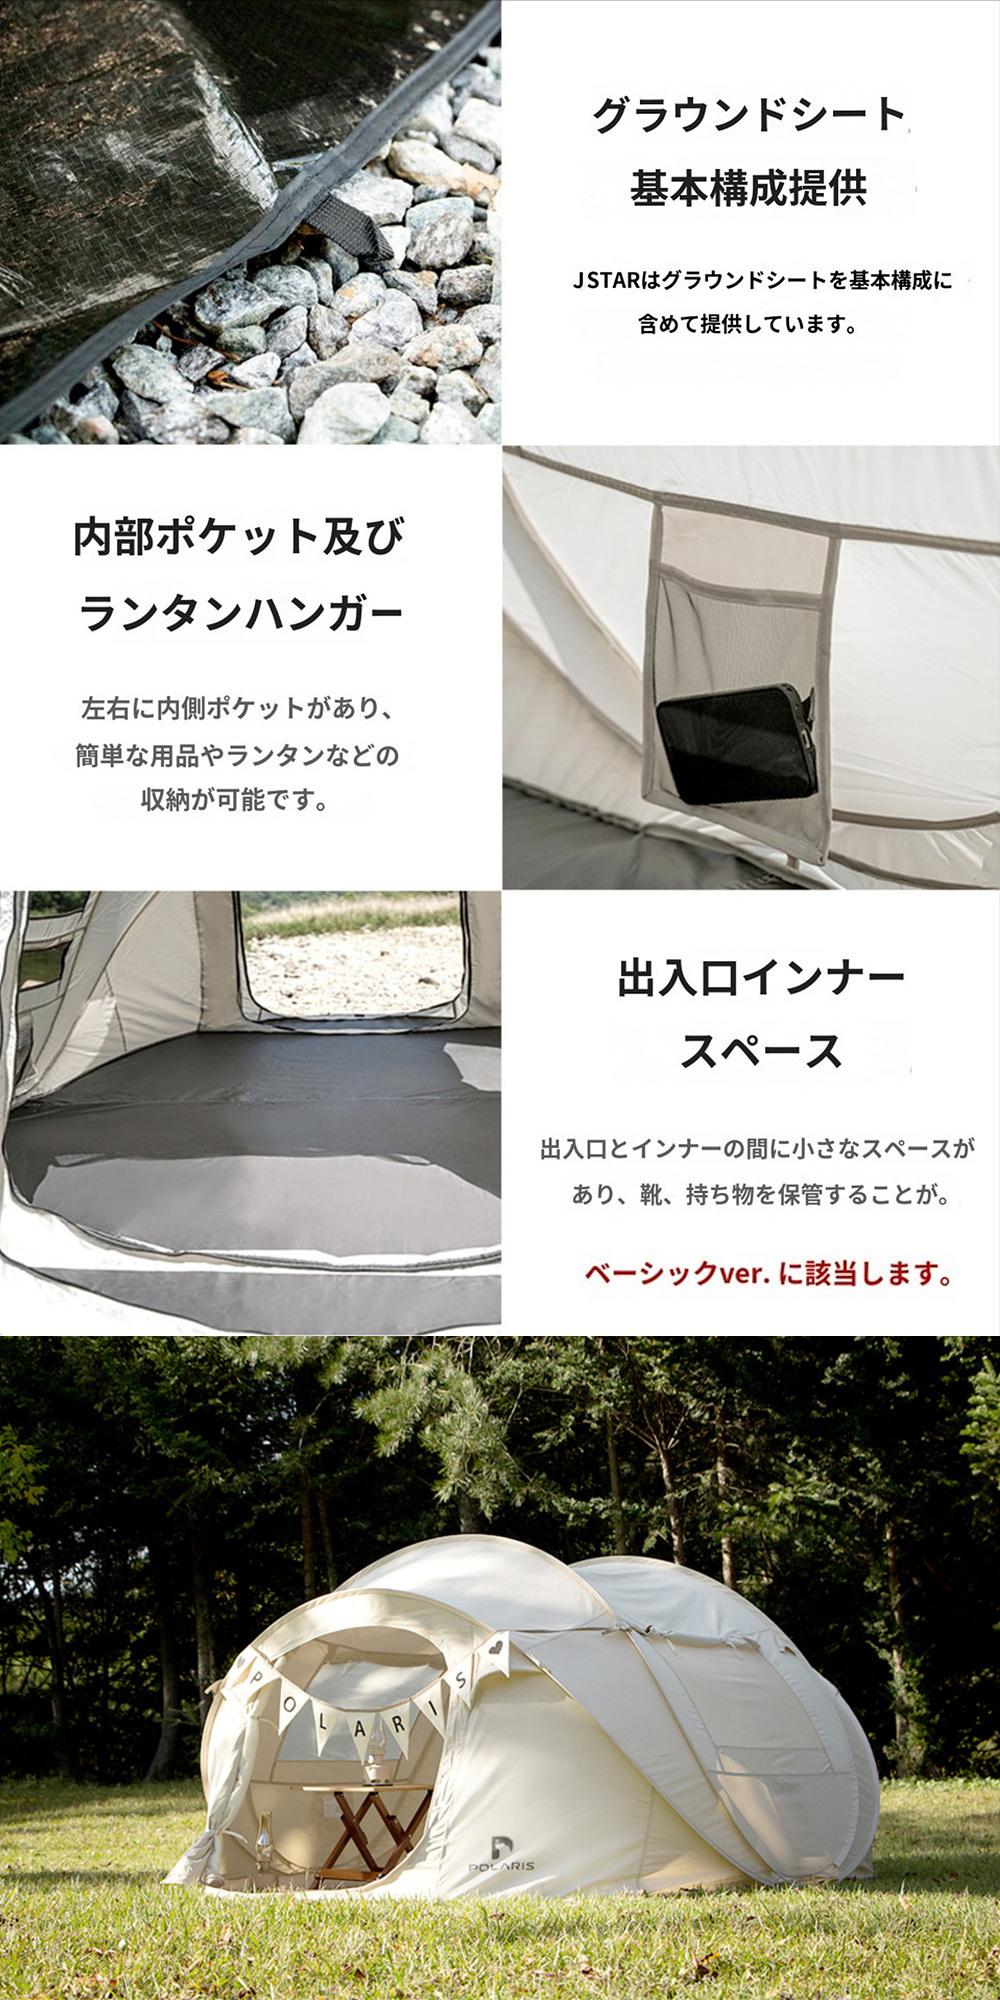 グラウンドシート
基本構成提供
JSTARはグラウンドシートを基本構成に
含めて提供しています。
内部ポケット及び
ランタンハンガー
左右に内側ポケットがあり、
簡単な用品やランタンなどの
収納が可能です。
出入口インナー
スペース
出入口とインナーの間に小さなスペースが
あり、靴、持ち物を保管することが。
ベーシックver. に該当します。
POLARIS
POLARIS